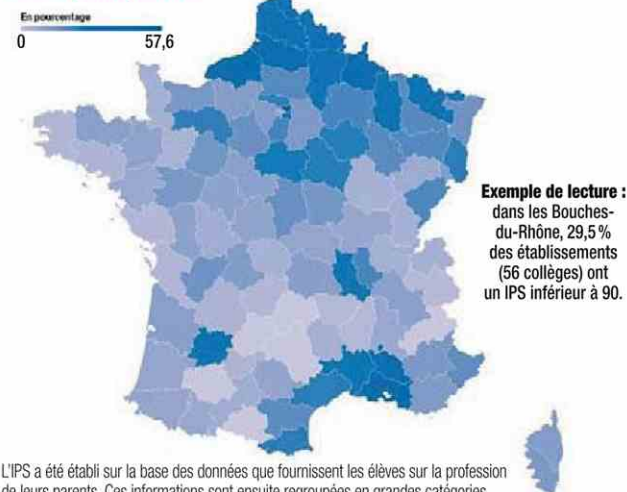 En pourcentage
0 57,6
Exemple de lecture :
dans les Bouches-
du-Rhône, 29,5 %
des établissements
(56 collèges) ont
un IPS inférieur à 90.
L'IPS a été établi sur la base des données que fournissent les élèves sur la profession
de leurs parents. Ces informations sont ensuite regroupées en grandes catégories